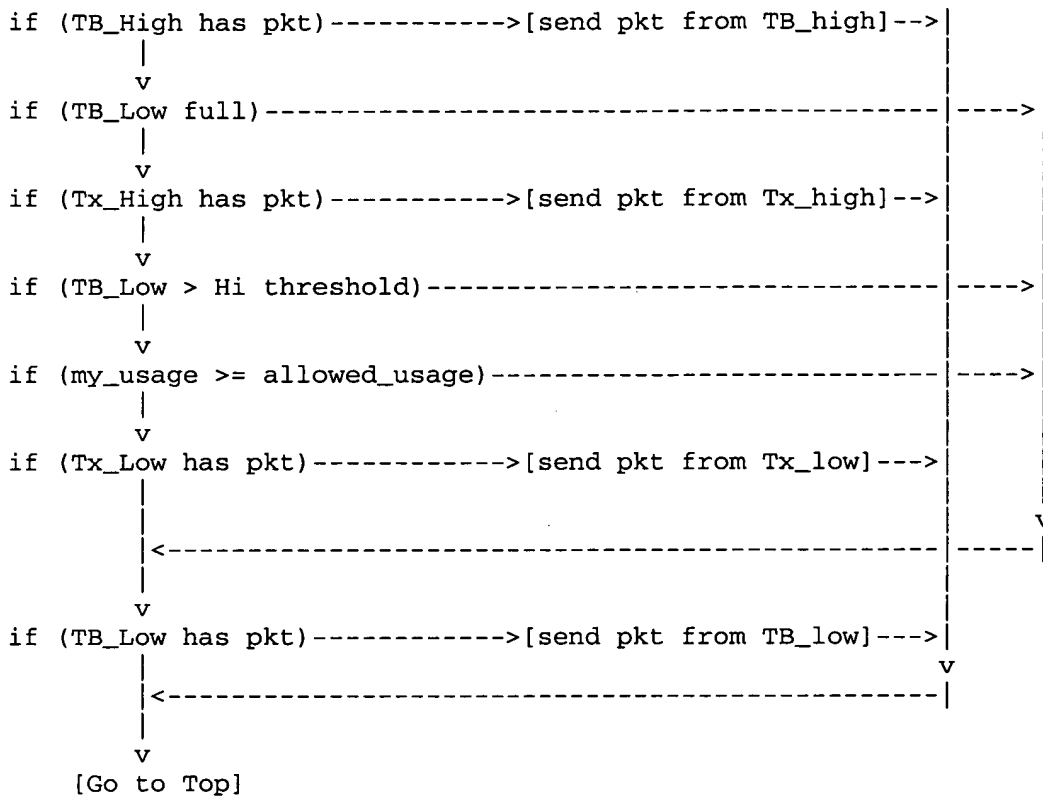 if (TB_High has pkt)----------->[send pkt from TB_high]-->|
v
if (TB_Low full)---------------------------------- ---->
v
if (Tx_High has pkt)----------->[send pkt from Tx_high]-->
v
if (TB_Low > Hi threshold)-------------------------- ---->
v
if (my_usage >= allowed_usage)---------------------------- ---->
v
if (Tx_Low has pkt)----------->[send pkt from Tx_low]--->
v
|<--------------------------------------- -----|
v
if (TB_Low has pkt)----------->[send pkt from TB_low]--->|
v
|<---------------------------------------|
v
[Go to Top]